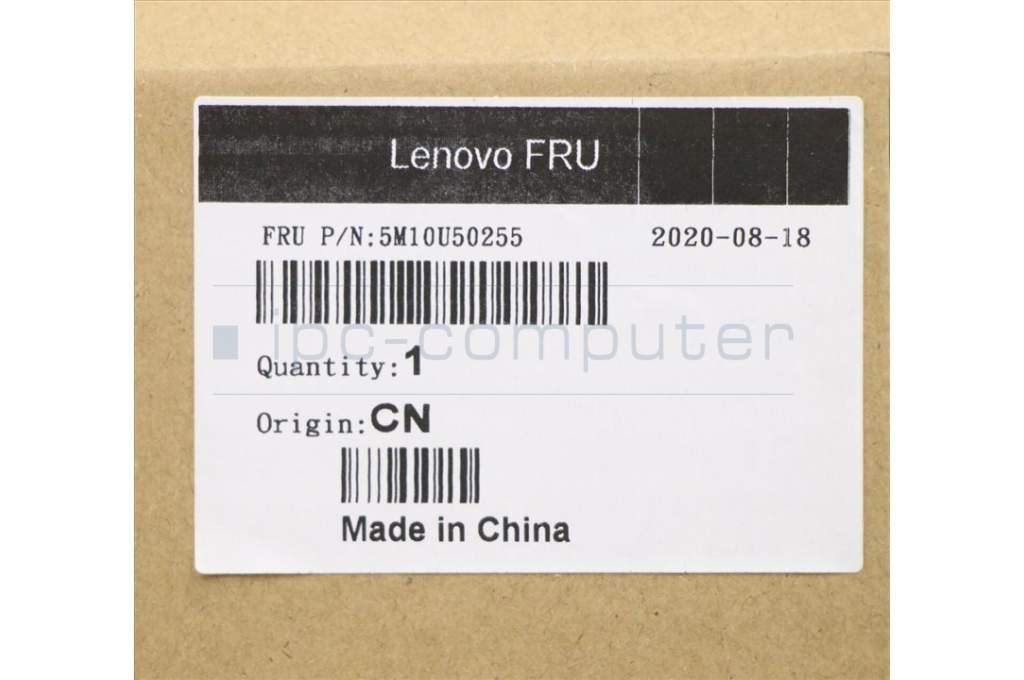 Lenovo FRU
FRU P/N:5M10U50255 2020-08-18
ipc-computer
Quantity:1
Origin:CN
Made in China